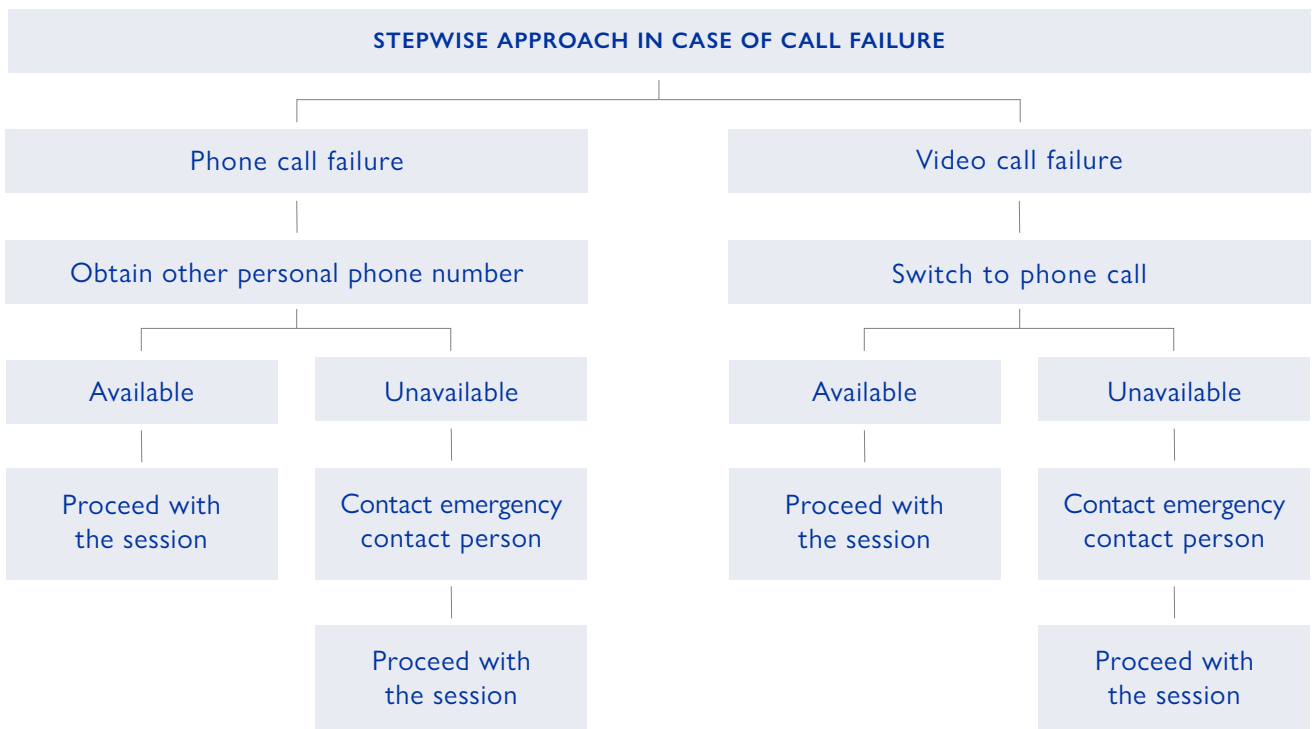 STEPWISE APPROACH IN CASE OF CALL FAILURE
Phone call failure
Video call failure
Obtain other personal phone number
Switch to phone call
Available
Unavailable
Available
Unavailable
Proceed with
the session
Contact emergency
contact person
Proceed with
the session
Contact emergency
contact person
Proceed with
the session
Proceed with
the session